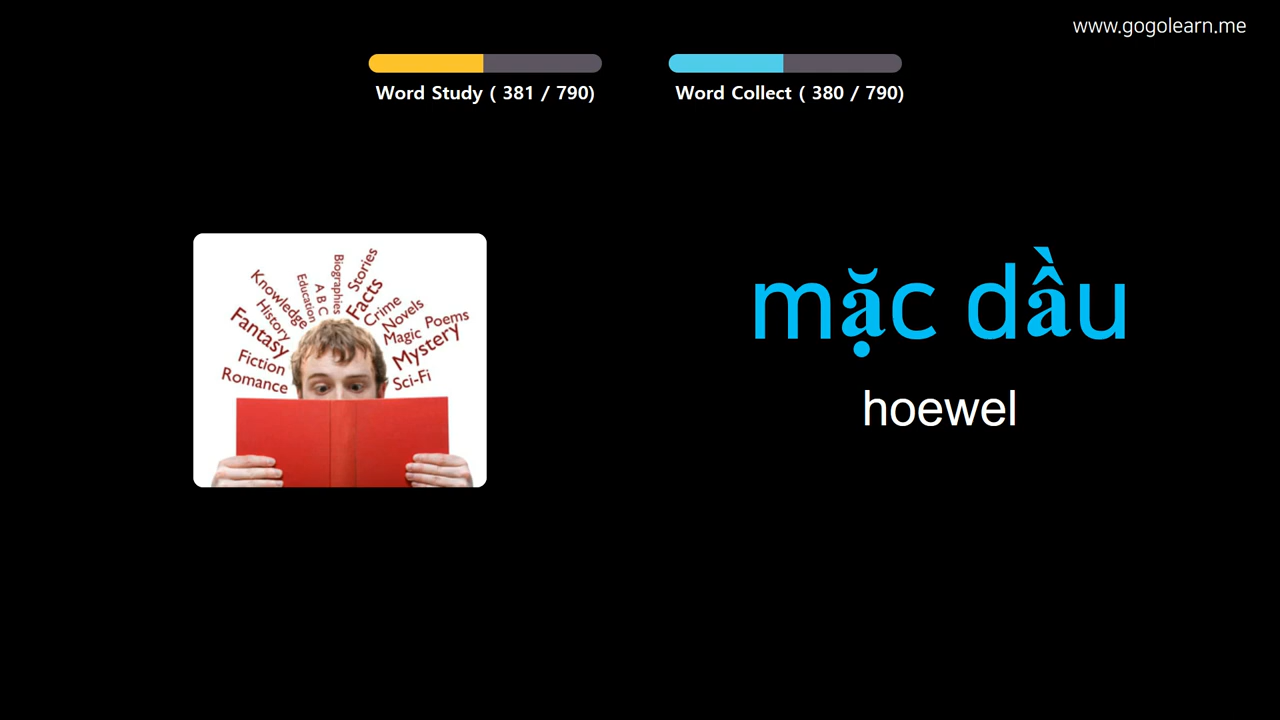 www.gogolearn.me
Word Study ( 381 / 790)
Word Collect ( 380 / 790)
Knowledge
History
Fantasy
Fiction
Romance
Education
A B C
Biographies
Stories
Facts
Crime
Novels
Magic
Poems
Mystery
Sci-Fi
mặc dầu
hoewel